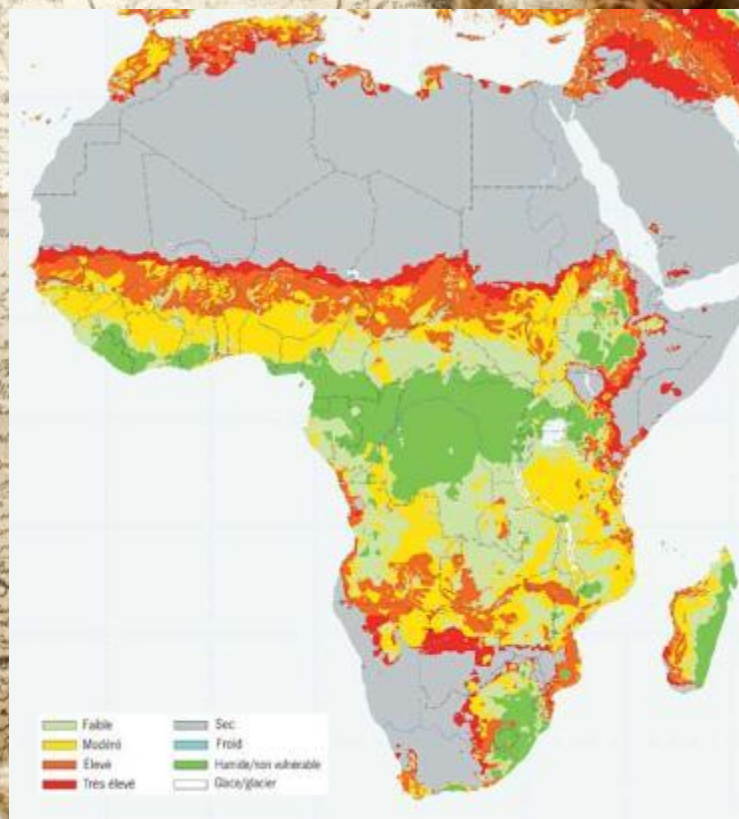 Faible
Modéré
Élevé
Très élevé
Sec
Froid
Humide/non vulnérable
Glace/glacier